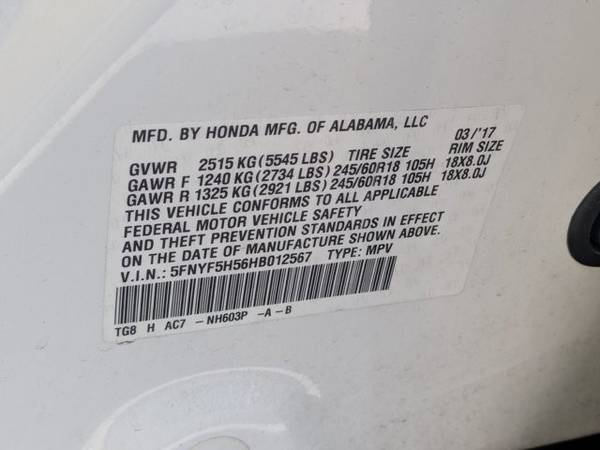 MFD. BY HONDA MFG. OF ALABAMA, LLC 03/'17
GVWR 2515 KG(5545 LBS) TIRE SIZE RIM SIZE
GAWR F 1240 KG(2734 LBS) 245/60R18 105H 18X8.0J
GAWR R 1325 KG(2921 LBS) 245/60R18 105H 18X8.0J
THIS VEHICLE CONFORMS TO ALL APPLICABLE
FEDERAL MOTOR VEHICLE SAFETY
AND THEFT PREVENTION STANDARDS IN EFFECT
ON THE DATE OF MANUFACTURE SHOWN ABOVE.
V.I.N.: 5FNYF5H56HB012567 TYPE: MPV
TG8 H AC7 -NH603P -A-B